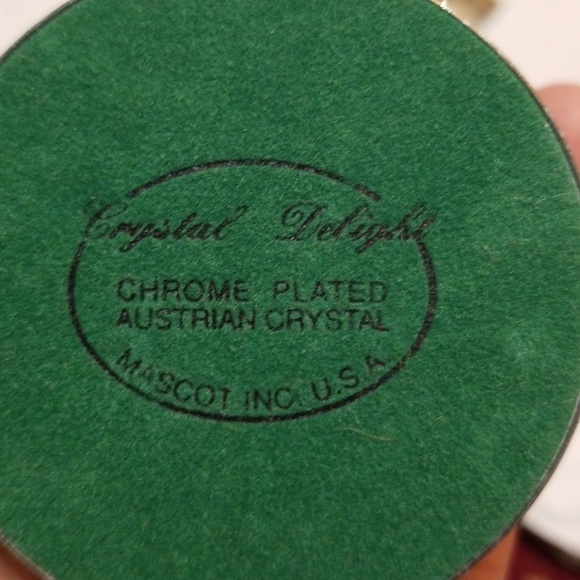 Crystal Delight
CHROME PLATED
AUSTRIAN CRYSTAL
MASCOT INC. U.S.A.